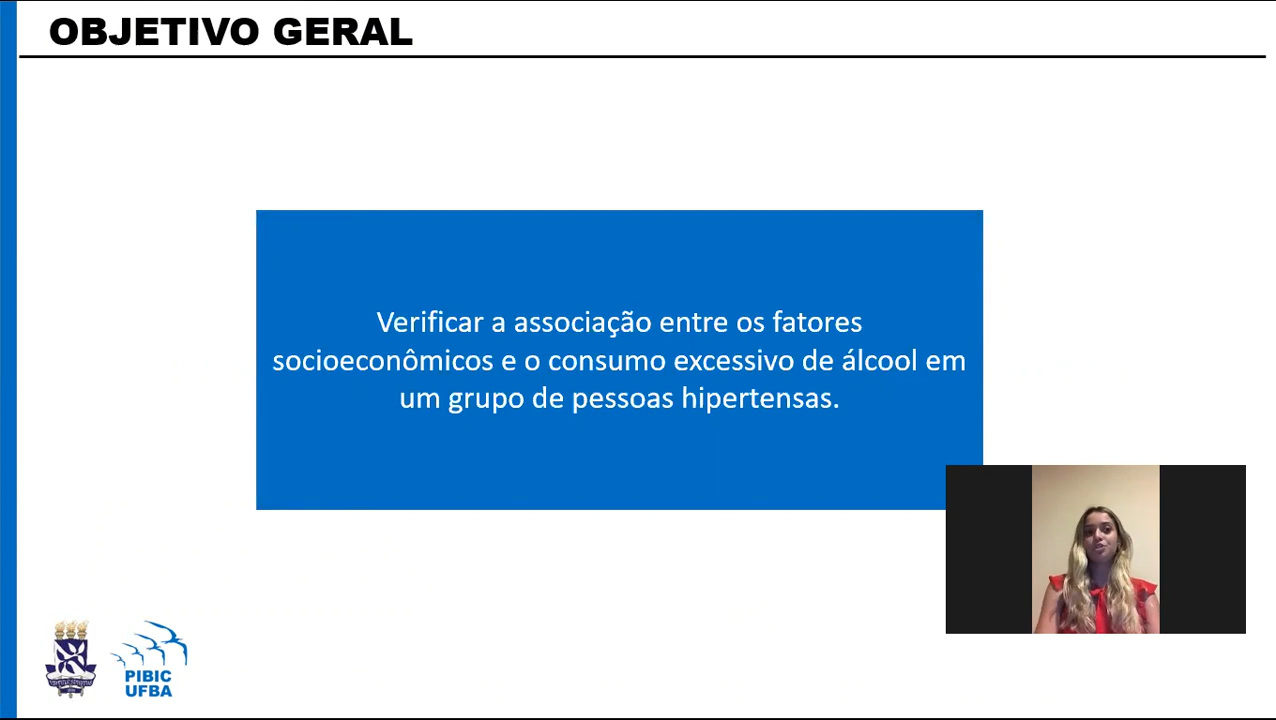 OBJETIVO GERAL
Verificar a associação entre os fatores
socioeconômicos e o consumo excessivo de álcool em
um grupo de pessoas hipertensas.
PIBIC
UFBA